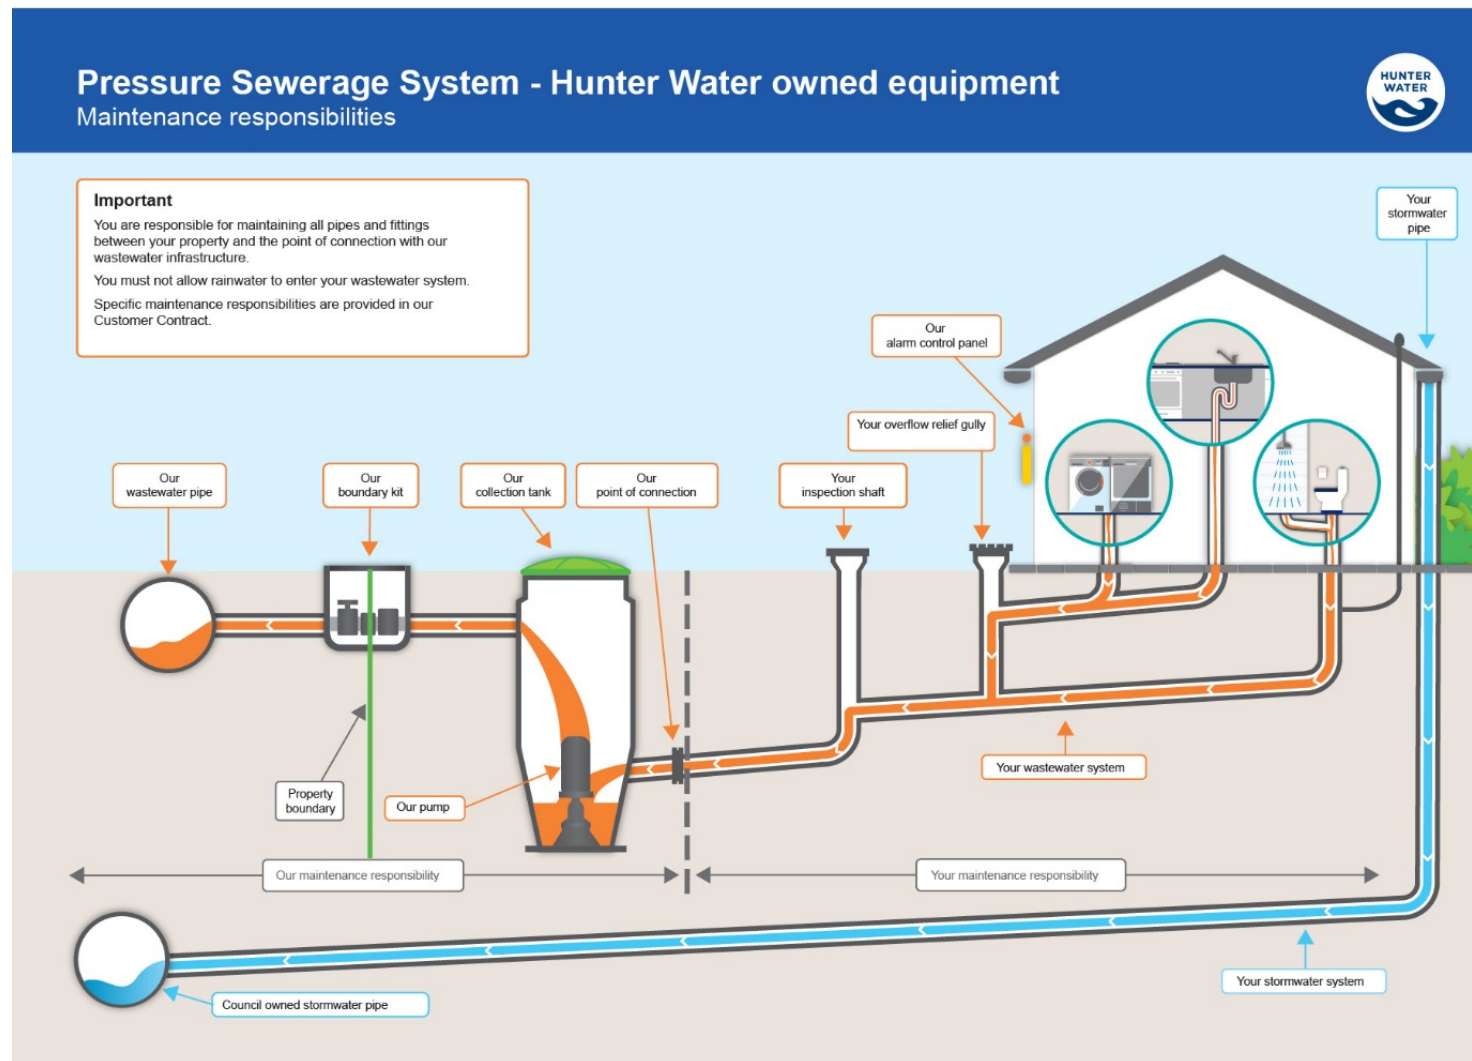 Pressure Sewerage System - Hunter Water owned equipment
Maintenance responsibilities
HUNTER
WATER
Important
You are responsible for maintaining all pipes and fittings
between your property and the point of connection with our
wastewater infrastructure.
You must not allow rainwater to enter your wastewater system.
Specific maintenance responsibilities are provided in our
Customer Contract.
Your
stormwater
pipe
Our
alarm control panel
Your overflow relief gully
Our
wastewater pipe
Our
boundary kit
Our
collection tank
Our
point of connection
Your
inspection shaft
Your wastewater system
Property
boundary
Our pump
Our maintenance responsibility
Your maintenance responsibility
Your stormwater system
Council owned stormwater pipe